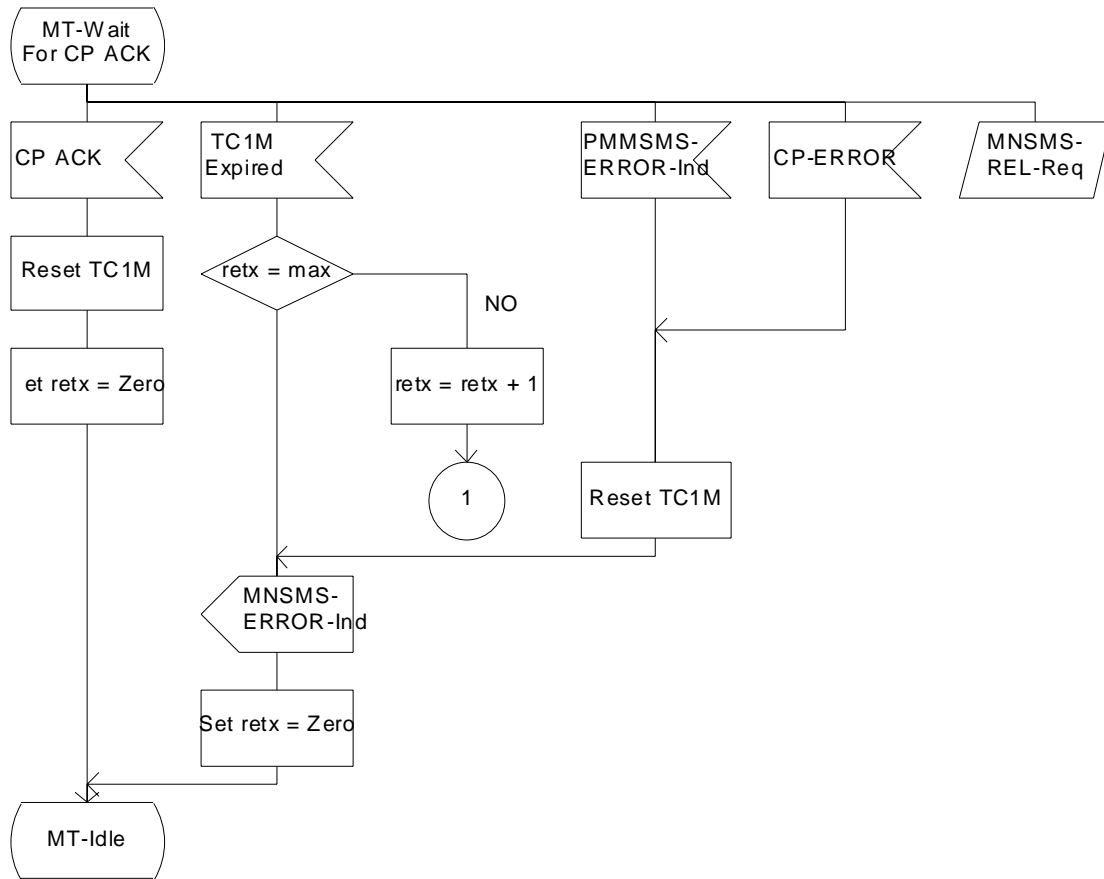 MT-Wait
For CP ACK
CP ACK
TC1M
Expired
PMMSMS-
ERROR-Ind
CP-ERROR
MNSMS-
REL-Req
Reset TC1M
retx = max
NO
et retx = Zero
retx = retx + 1
1
Reset TC1M
MNSMS-
ERROR-Ind
Set retx = Zero
MT-Idle